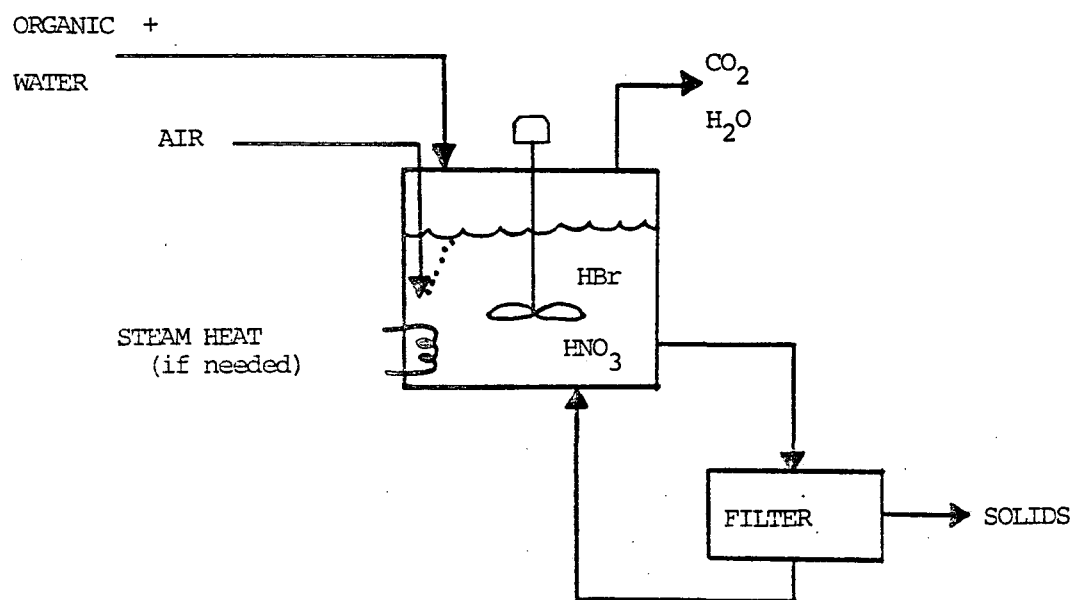 ORGANIC +
WATER
AIR
CO₂
H₂O
HBr
STEAM HEAT
(if needed)
HNO₃
FILTER
SOLIDS